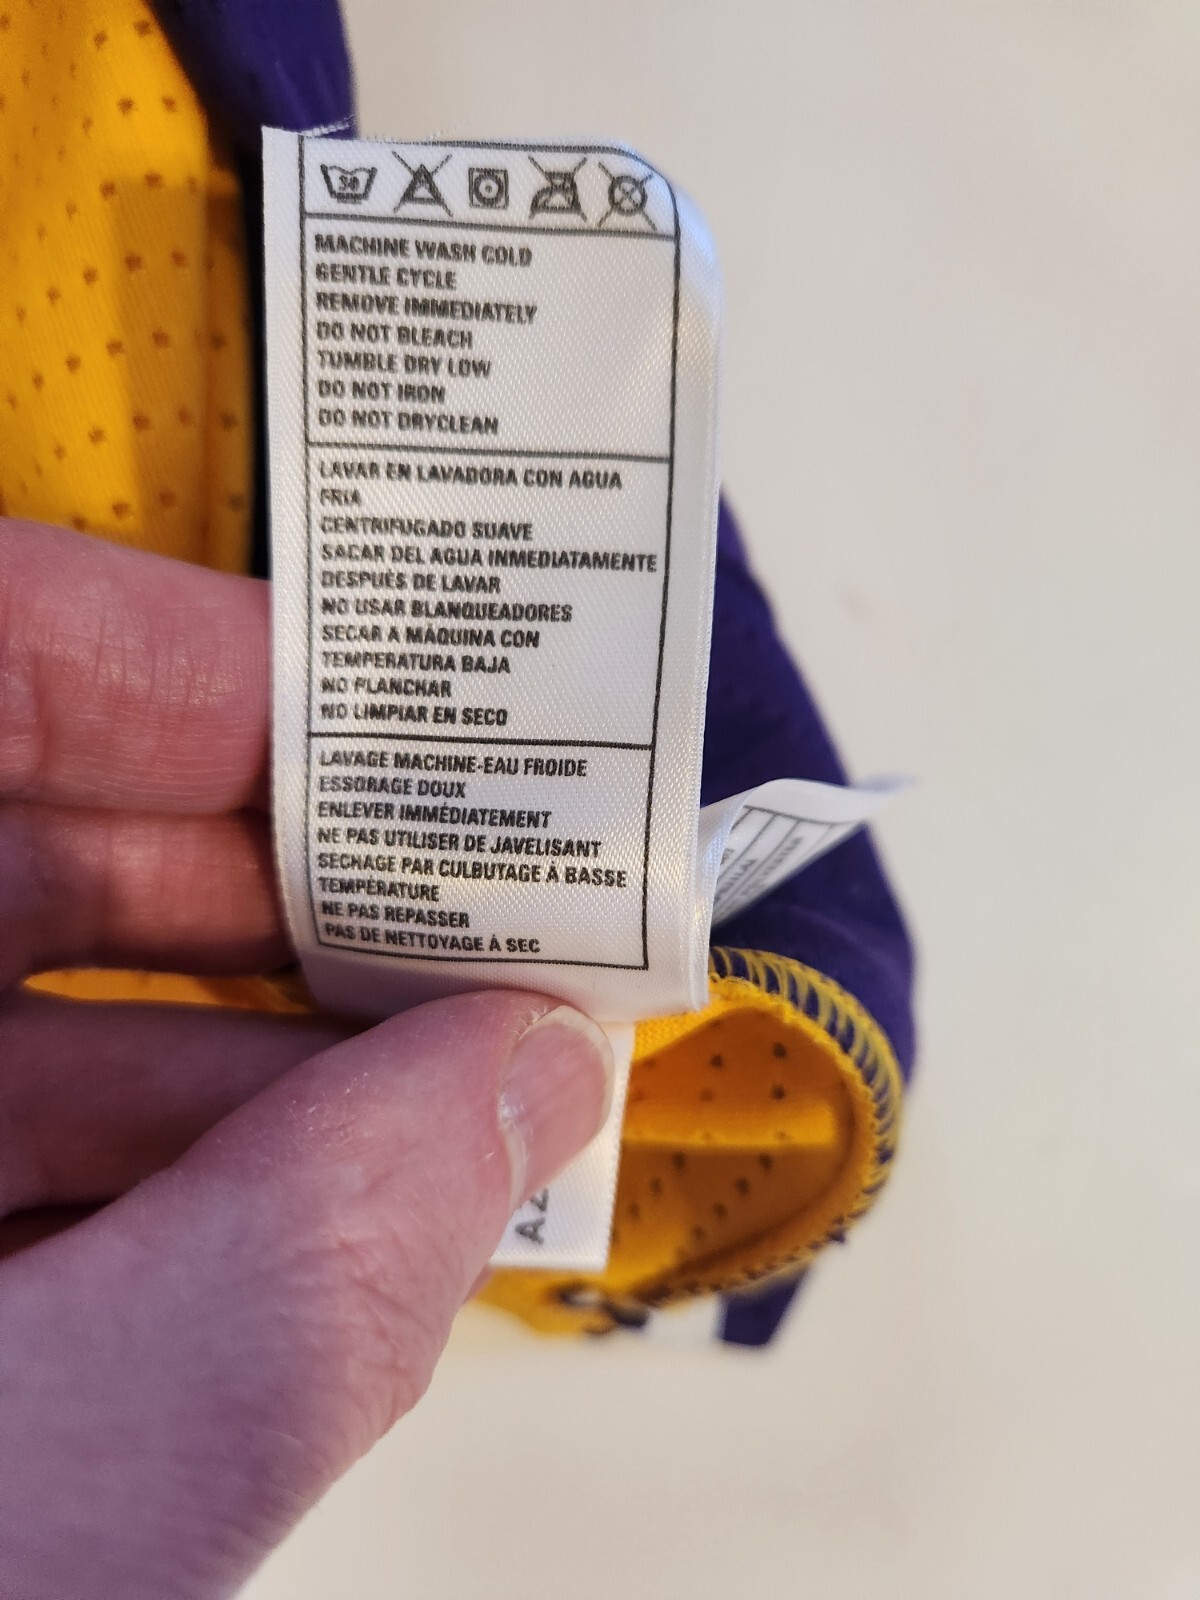 30
MACHINE WASH COLD
GENTLE CYCLE
REMOVE IMMEDIATELY
DO NOT BLEACH
TUMBLE DRY LOW
DO NOT IRON
DO NOT DRYCLEAN
LAVAR EN LAVADORA CON AGUA
FRIA
CENTRIFUGADO SUAVE
SACAR DEL AGUA INMEDIATAMENTE
DESPUÉS DE LAVAR
NO USAR BLANQUEADORES
SECAR A MÁQUINA CON
TEMPERATURA BAJA
NO PLANCHAR
NO LIMPIAR EN SECO
LAVAGE MACHINE-EAU FROIDE
ESSORAGE DOUX
ENLEVER IMMÉDIATEMENT
NE PAS UTILISER DE JAVELISANT
SECHAGE PAR CULBUTAGE À BASSE
TEMPÉRATURE
NE PAS REPASSER
PAS DE NETTOYAGE À SEC